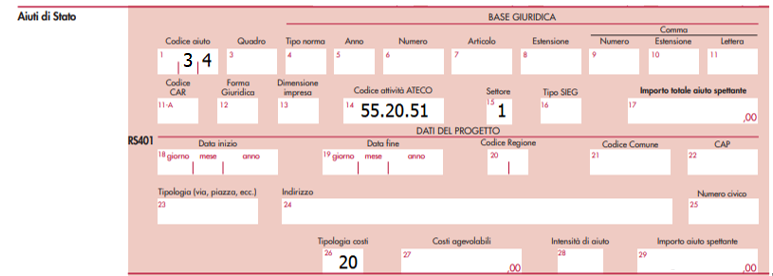 Aiuti di Stato
BASE GIURIDICA
Comma
Codice aiuto Quadro Tipo norma Anno Numero Articolo Estensione Numero Estensione Lettera
1 3 4 3 4 5 6 7 8 9 10 11
Codice CAR Forma Giuridica Dimensione impresa Codice attività ATECO Settore Tipo SIEG Importo totale aiuto spettante
11-A 12 13 14 55.20.51 15 1 16 17 ,00
DATI DEL PROGETTO
RS401
Data inizio Data fine Codice Regione Codice Comune CAP
18 giorno mese anno 19 giorno mese anno 20 21 22
Tipologia (via, piazza, ecc.) Indirizzo Numero civico
23 24 25
Tipologia costi Costi agevolabili Intensità di aiuto Importo aiuto spettante
26 20 27 ,00 28 29 ,00